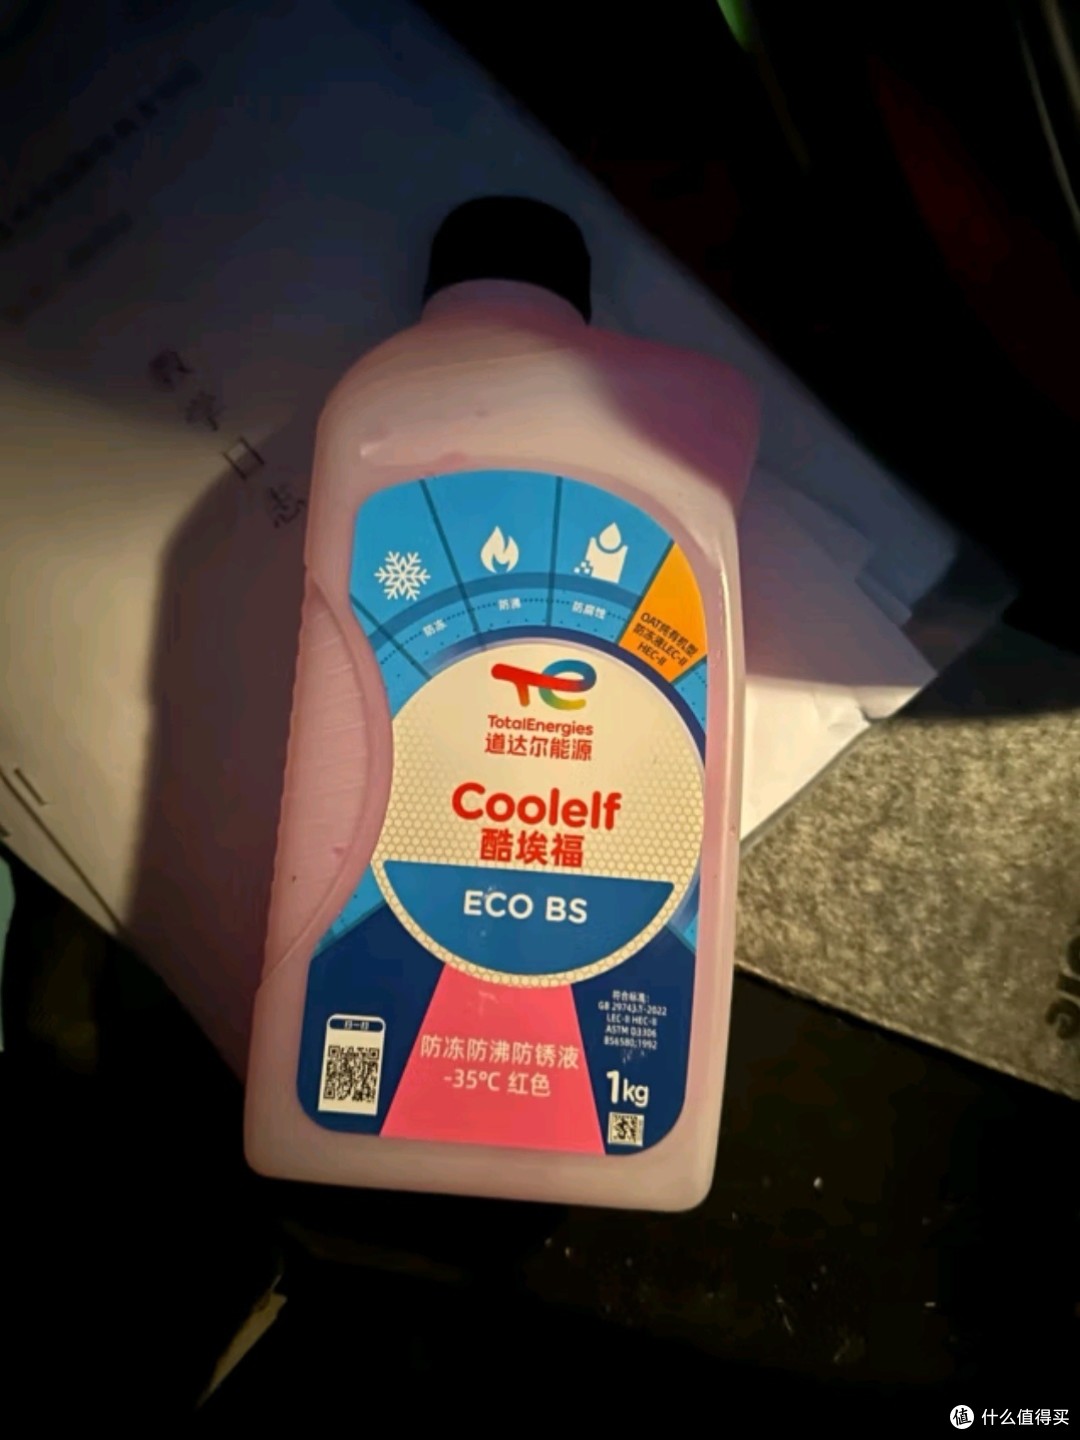 防冻
防沸
防腐蚀
OAT纯有机型
防冻液LEC-II
HEC-II
TotalEnergies
道达尔能源
Coolelf
酷埃福
ECO BS
扫一扫
防冻防沸防锈液
-35°C 红色
符合标准:
GB 29743.1-2022
LEC-II HEC-II
ASTM D3306
BS6580:1992
1kg
值 什么值得买